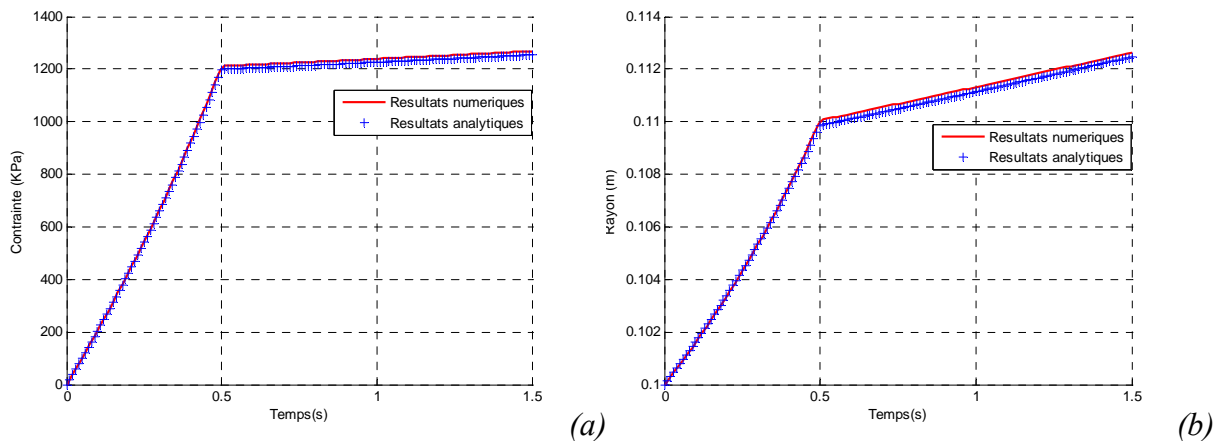 1400
1200
1000
800
600
400
200
0
Contrainte (KPa)
Resultats numeriques
Resultats analytiques
0
0.5
1
1.5
Temps(s)
(a)
0.114
0.112
0.111
0.108
0.106
0.104
0.102
0.1
Rayon (m)
Resultats numeriques
Resultats analytiques
0
0.5
1
1.5
Temps(s)
(b)